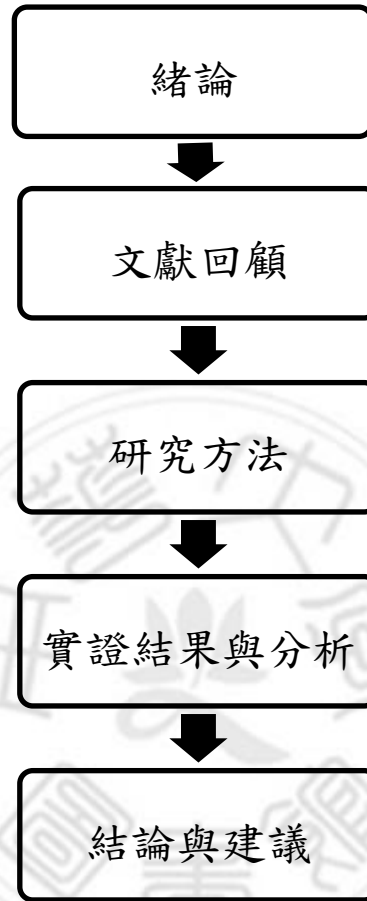 緒論
文獻回顧
研究方法
實證結果與分析
結論與建議